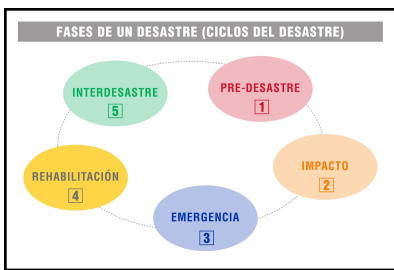 FASES DE UN DESASTRE (CICLOS DEL DESASTRE)
PRE-DESASTRE
1
IMPACTO
2
EMERGENCIA
3
REHABILITACIÓN
4
INTERDESASTRE
5